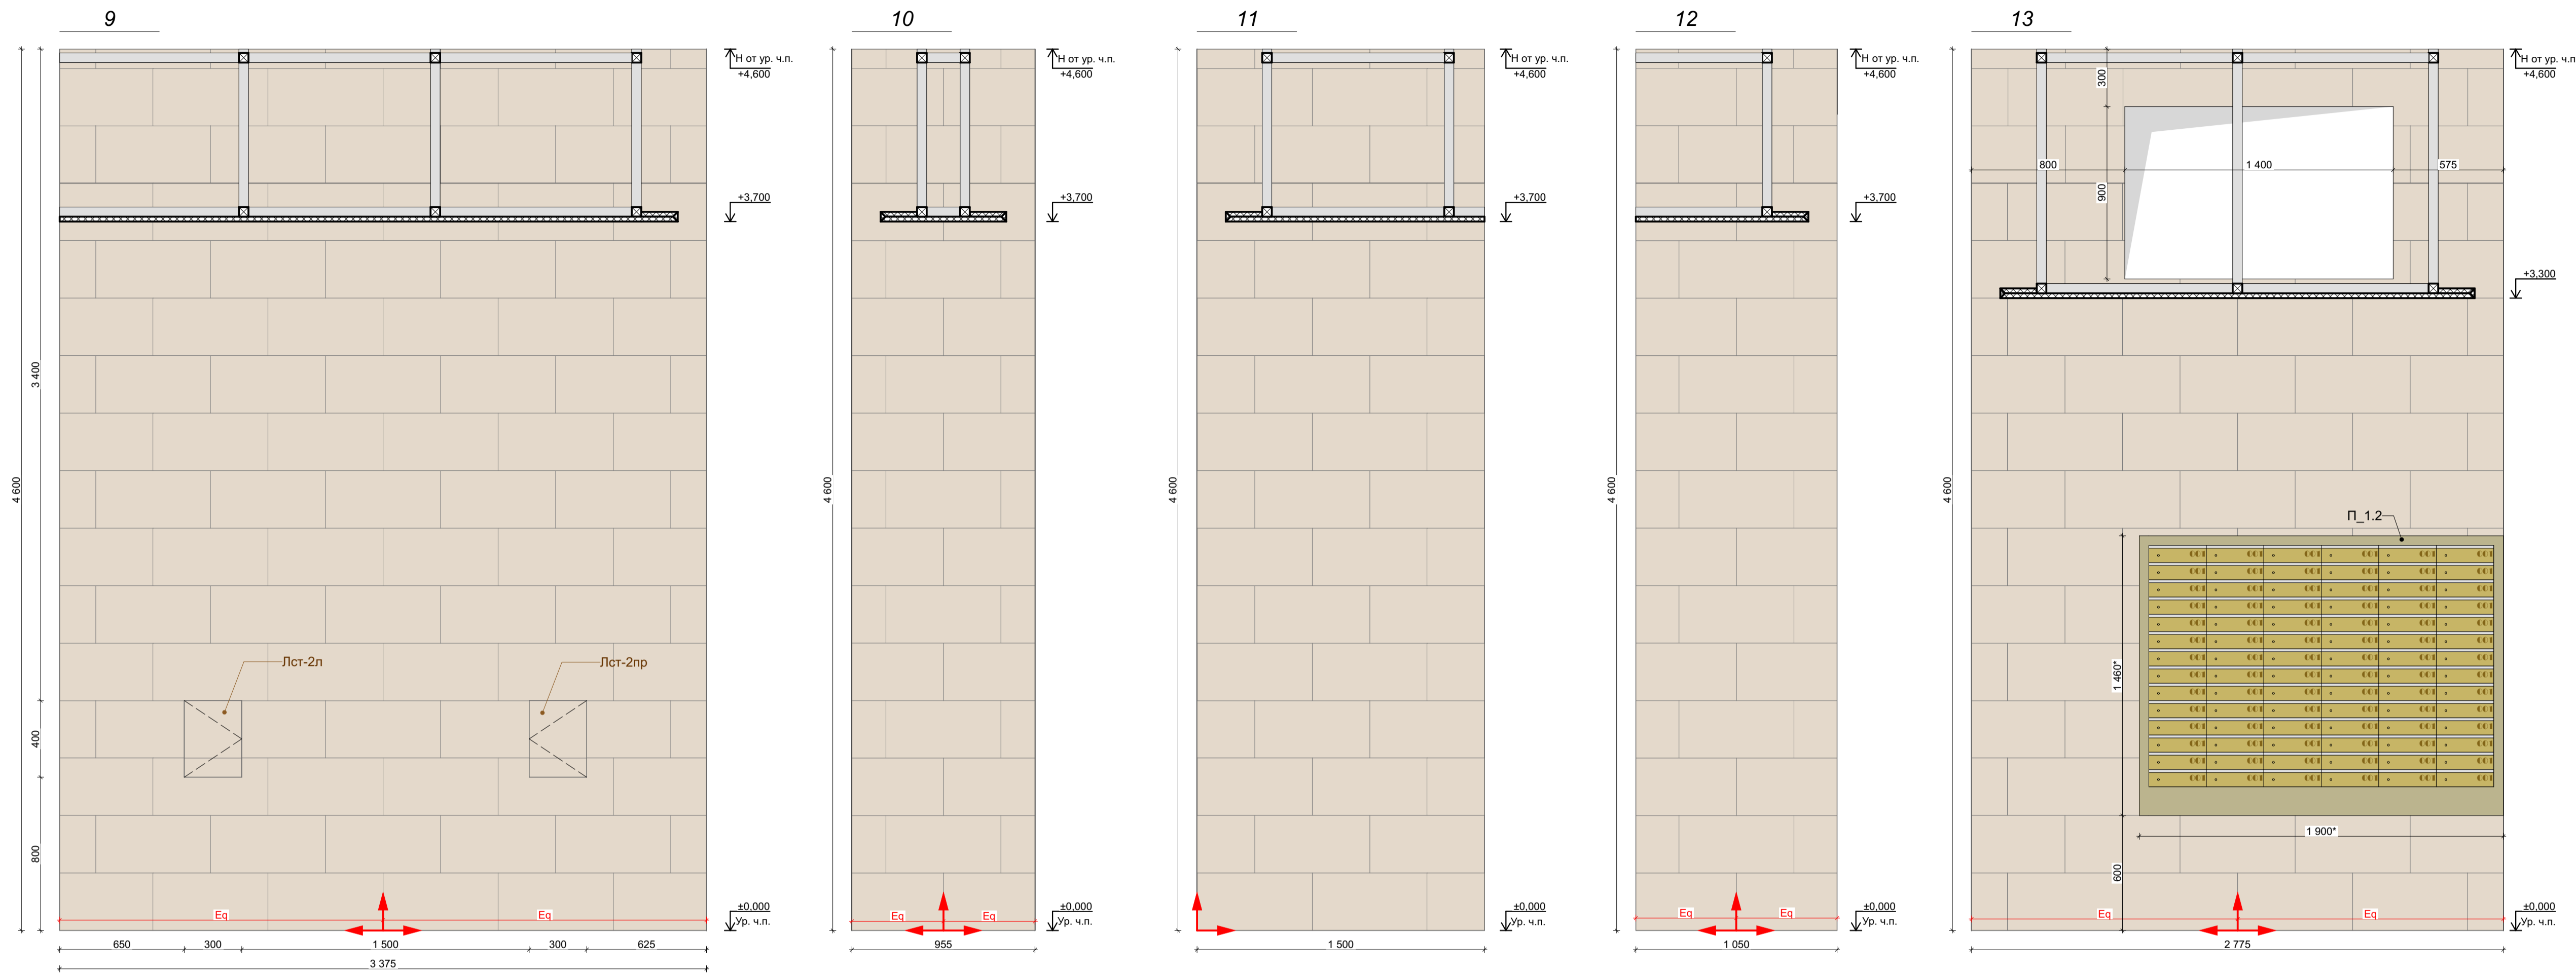 9
4 600
3 400
400
800
Н от ур. ч.п.
+4,600
+3,700
Лст-2л
Лст-2пр
Eq
Eq
±0,000
Ур. ч.п.
650
300
1 500
300
625
3 375
10
4 600
Н от ур. ч.п.
+4,600
+3,700
Eq
Eq
±0,000
Ур. ч.п.
955
11
4 600
Н от ур. ч.п.
+4,600
+3,700
±0,000
Ур. ч.п.
1 500
12
4 600
Н от ур. ч.п.
+4,600
+3,700
Eq
Eq
±0,000
Ур. ч.п.
1 050
13
4 600
Н от ур. ч.п
+4,600
300
800
1 400
575
900
+3,300
П_1.2
1 460*
1 900*
600
Eq
Eq
±0,000
Ур. ч.п.
2 775